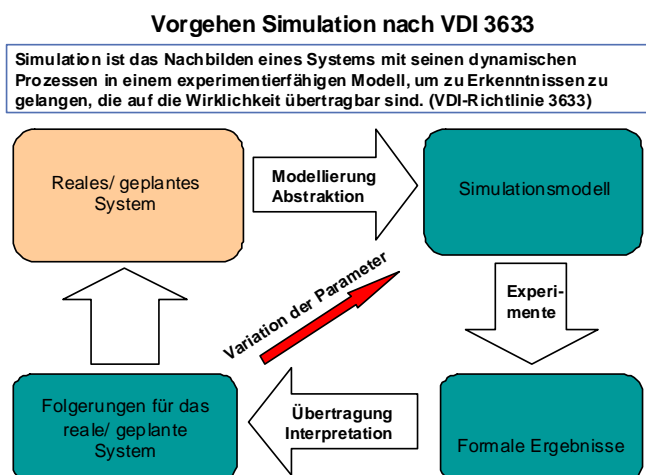 Vorgehen Simulation nach VDI 3633
Simulation ist das Nachbilden eines Systems mit seinen dynamischen
Prozessen in einem experimentierfähigen Modell, um zu Erkenntnissen zu
gelangen, die auf die Wirklichkeit übertragbar sind. (VDI-Richtlinie 3633)
Reales/ geplantes
System
Modellierung
Abstraktion
Simulationsmodell
Variation der Parameter
Experi-
mente
Folgerungen für das
reale/ geplante
System
Übertragung
Interpretation
Formale Ergebnisse